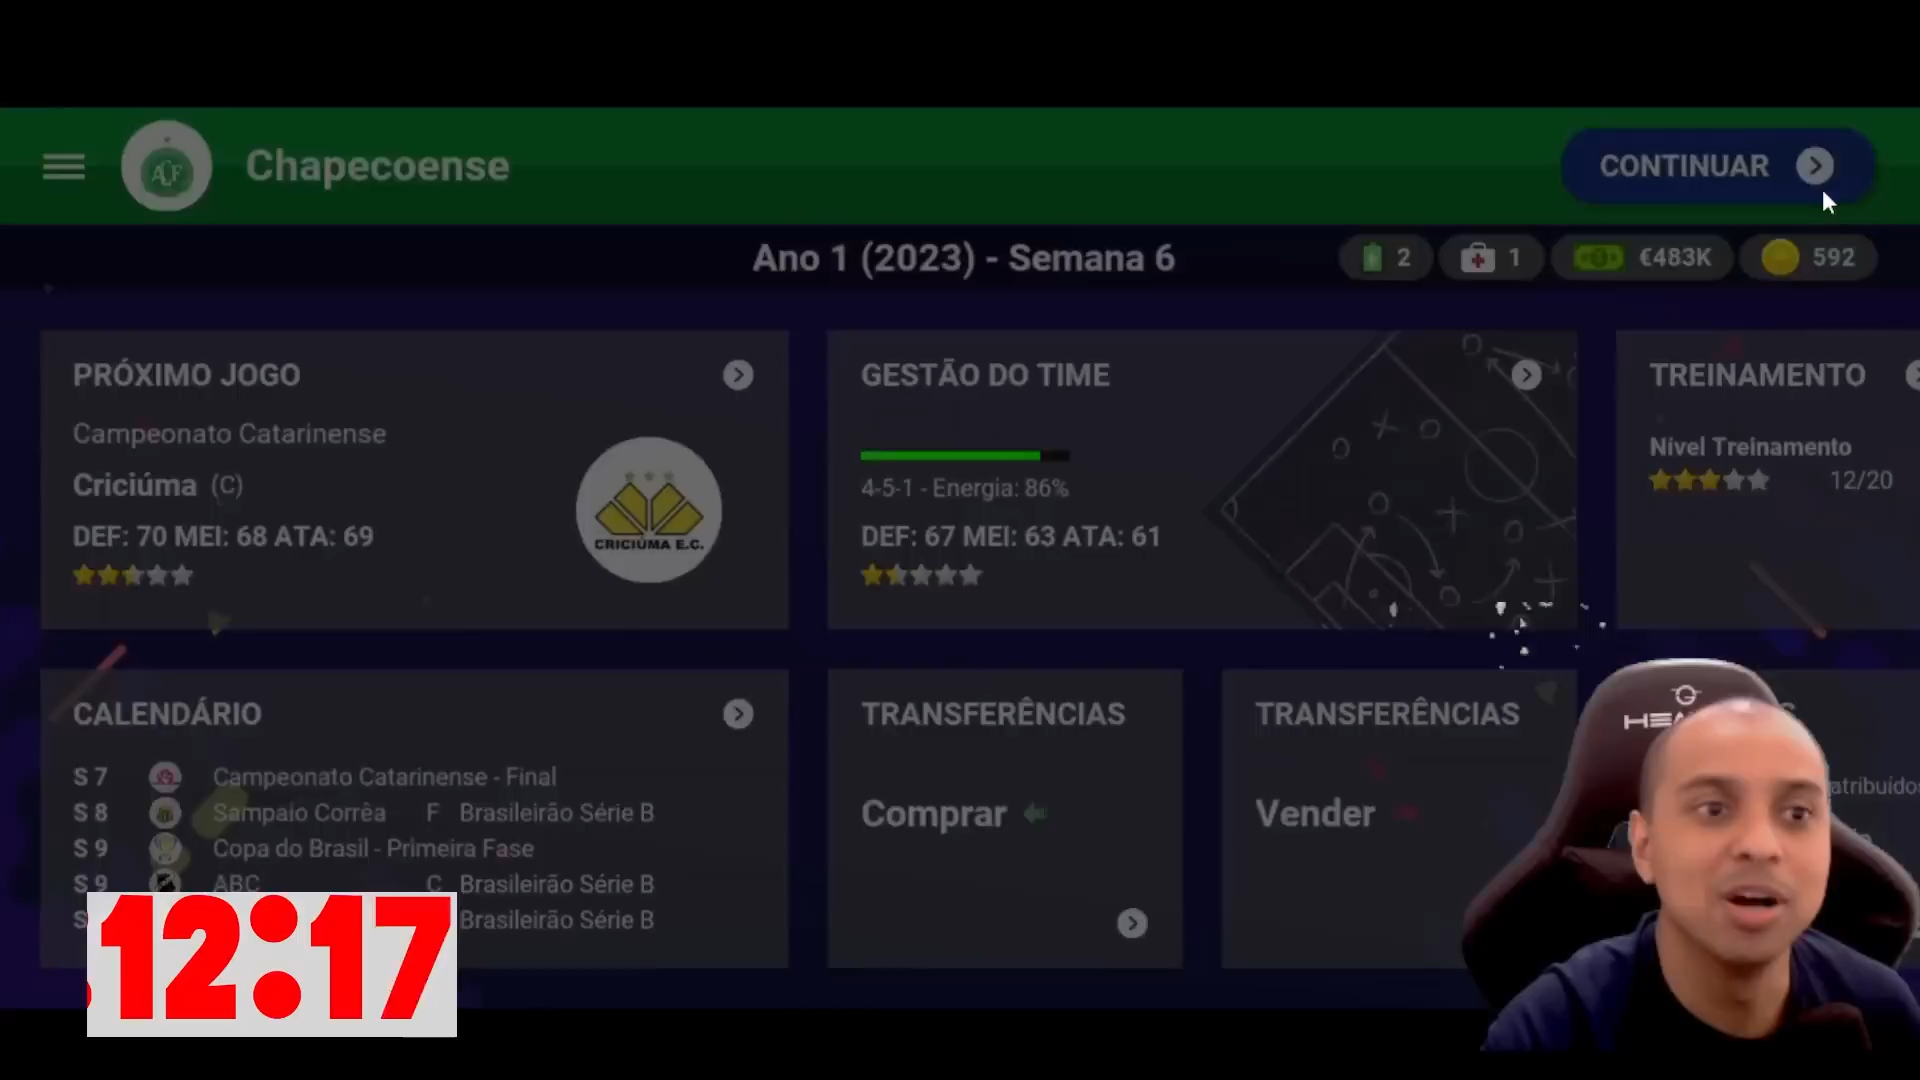 Chapecoense
CONTINUAR
Ano 1 (2023) - Semana 6
2
1
€483K
592
PRÓXIMO JOGO
Campeonato Catarinense
Criciúma (C)
DEF: 70 MEI: 68 ATA: 69
CRICIÚMA E.C.
GESTÃO DO TIME
4-5-1 - Energia: 86%
DEF: 67 MEI: 63 ATA: 61
TREINAMENTO
Nível Treinamento
12/20
CALENDÁRIO
S 7 Campeonato Catarinense - Final
S 8 Sampaio Corrêa F Brasileirão Série B
S 9 Copa do Brasil - Primeira Fase
S 9 ABC C Brasileirão Série B
S Brasileirão Série B
TRANSFERÊNCIAS
Comprar
TRANSFERÊNCIAS
Vender
atribuídos
12:17